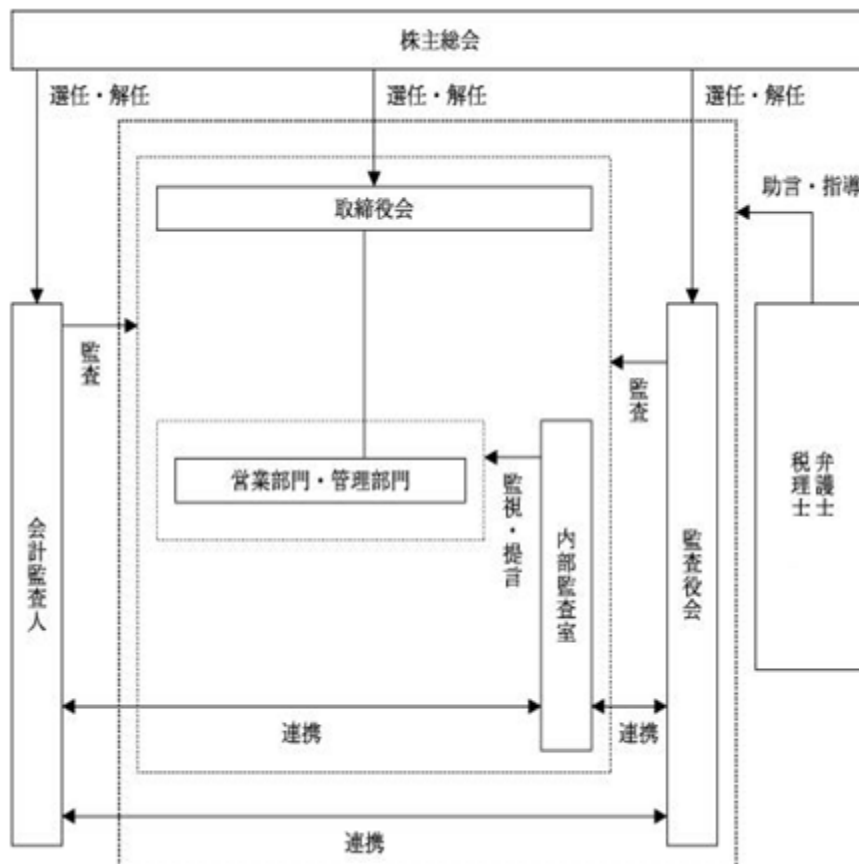 株主総会
選任・解任
選任・解任
選任・解任
助言・指導
取締役会
監査
監査
営業部門・管理部門
監視・提言
弁護士
税理士
会計監査人
内部監査室
監査役会
連携
連携
連携